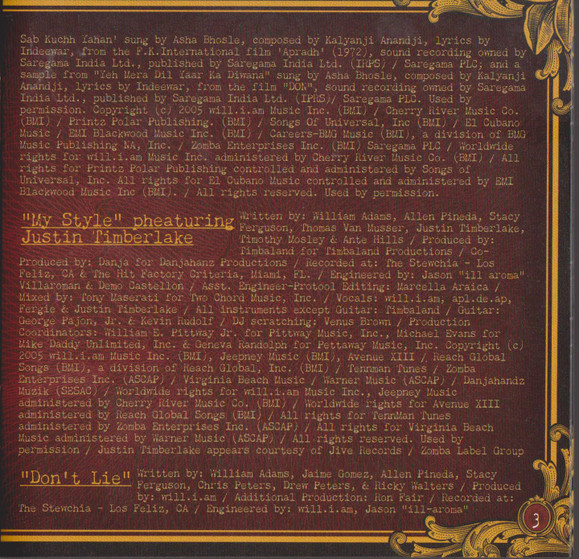 Sab Kuchh Yahan' sung by Asha Bhosle, composed by Kalyanji Anandji, lyrics by
Indeewar, from the F.K.International film 'Apradh' (1972), sound recording owned by
Saregama India Ltd., published by Saregama India Ltd. (IRPS) / Saregama PLC; and a
sample from "Yeh Mera Dil Yaar Ka Diwana" sung by Asha Bhosle, composed by Kalyanji
Anandji, lyrics by Indeewar, from the film "DON", sound recording owned by Saregama
India Ltd., published by Saregama India Ltd. (IPRS)/ Saregama PLC. Used by
permission. Copyright (c) 2005 will.i.am Music Inc. (BMI) / Cherry River Music Co.
(BMI) / Printz Polar Publishing. (BMI) Songs Of Universal, Inc (BMI) / El Cubano
Music / EMI Blackwood Music Inc. (BMI) / Careers-BMG Music (BMI), a division of BMG
Music Publishing NA, Inc. / Zomba Enterprises Inc. (BMI) Saregama PLC / Worldwide
rights for will.i.am Music Inc. administered by Cherry River Music Co. (BMI) / All
rights for Printz Polar Publishing controlled and administered by Songs of
Universal, Inc. All rights for El Cubano Music controlled and administered by EMI
Blackwood Music Inc (BMI). / All rights reserved. Used by permission.
"My Style" pheaturing
Justin Timberlake
Written by: William Adams, Allen Pineda, Stacy
Ferguson, Thomas Van Musser, Justin Timberlake,
Timothy Mosley & Ante Hills / Produced by:
Timbaland for Timbaland Productions / Co-
Produced by: Danja for Danjahanz Productions / Recorded at: The Stewchia - Los
Feliz, CA & The Hit Factory Criteria, Miami, FL. / Engineered by: Jason "ill aroma"
Villaroman & Demo Castellon / Asst. Engineer-Protool Editing: Marcella Araica /
Mixed by: Tony Maserati for Two Chord Music, Inc. / Vocals: will.i.am, apl.de.ap,
Fergie & Justin Timberlake / All instruments except Guitar: Timbaland / Guitar:
George Pajon, Jr. & Kevin Rudolf / DJ scratching: Venus Brown / Production
Coordinators: William B. Pittway Jr. for Pittway Music, Inc., Michael Evans for
Mike Daddy Unlimited, Inc. & Geneva Randolph for Pettaway Music, Inc. Copyright (c)
2005 will.i.am Music Inc. (BMI), Jeepney Music (BMI), Avenue XIII / Reach Global
Songs (BMI), a division of Reach Global, Inc. (BMI) / Tennman Tunes / Zomba
Enterprises Inc. (ASCAP) / Virginia Beach Music / Warner Music (ASCAP) / Danjahandz
Muzik (SESAC) / Worldwide rights for will.i.am Music Inc., Jeepney Music
administered by Cherry River Music Co. (BMI) / Worldwide rights for Avenue XIII
administered by Reach Global Songs (BMI) / All rights for TennMan Tunes
administered by Zomba Enterprises Inc. (ASCAP) / All rights for Virginia Beach
Music administered by Warner Music (ASCAP) / All rights reserved. Used by
permission / Justin Timberlake appears courtesy of Jive Records / Zomba Label Group
"Don't Lie"
Written by: William Adams, Jaime Gomez, Allen Pineda, Stacy
Ferguson, Chris Peters, Drew Peters, & Ricky Walters / Produced
by: will.i.am / Additional Production: Ron Fair / Recorded at:
The Stewchia - Los Feliz, CA / Engineered by: will.i.am, Jason "ill-aroma"
3